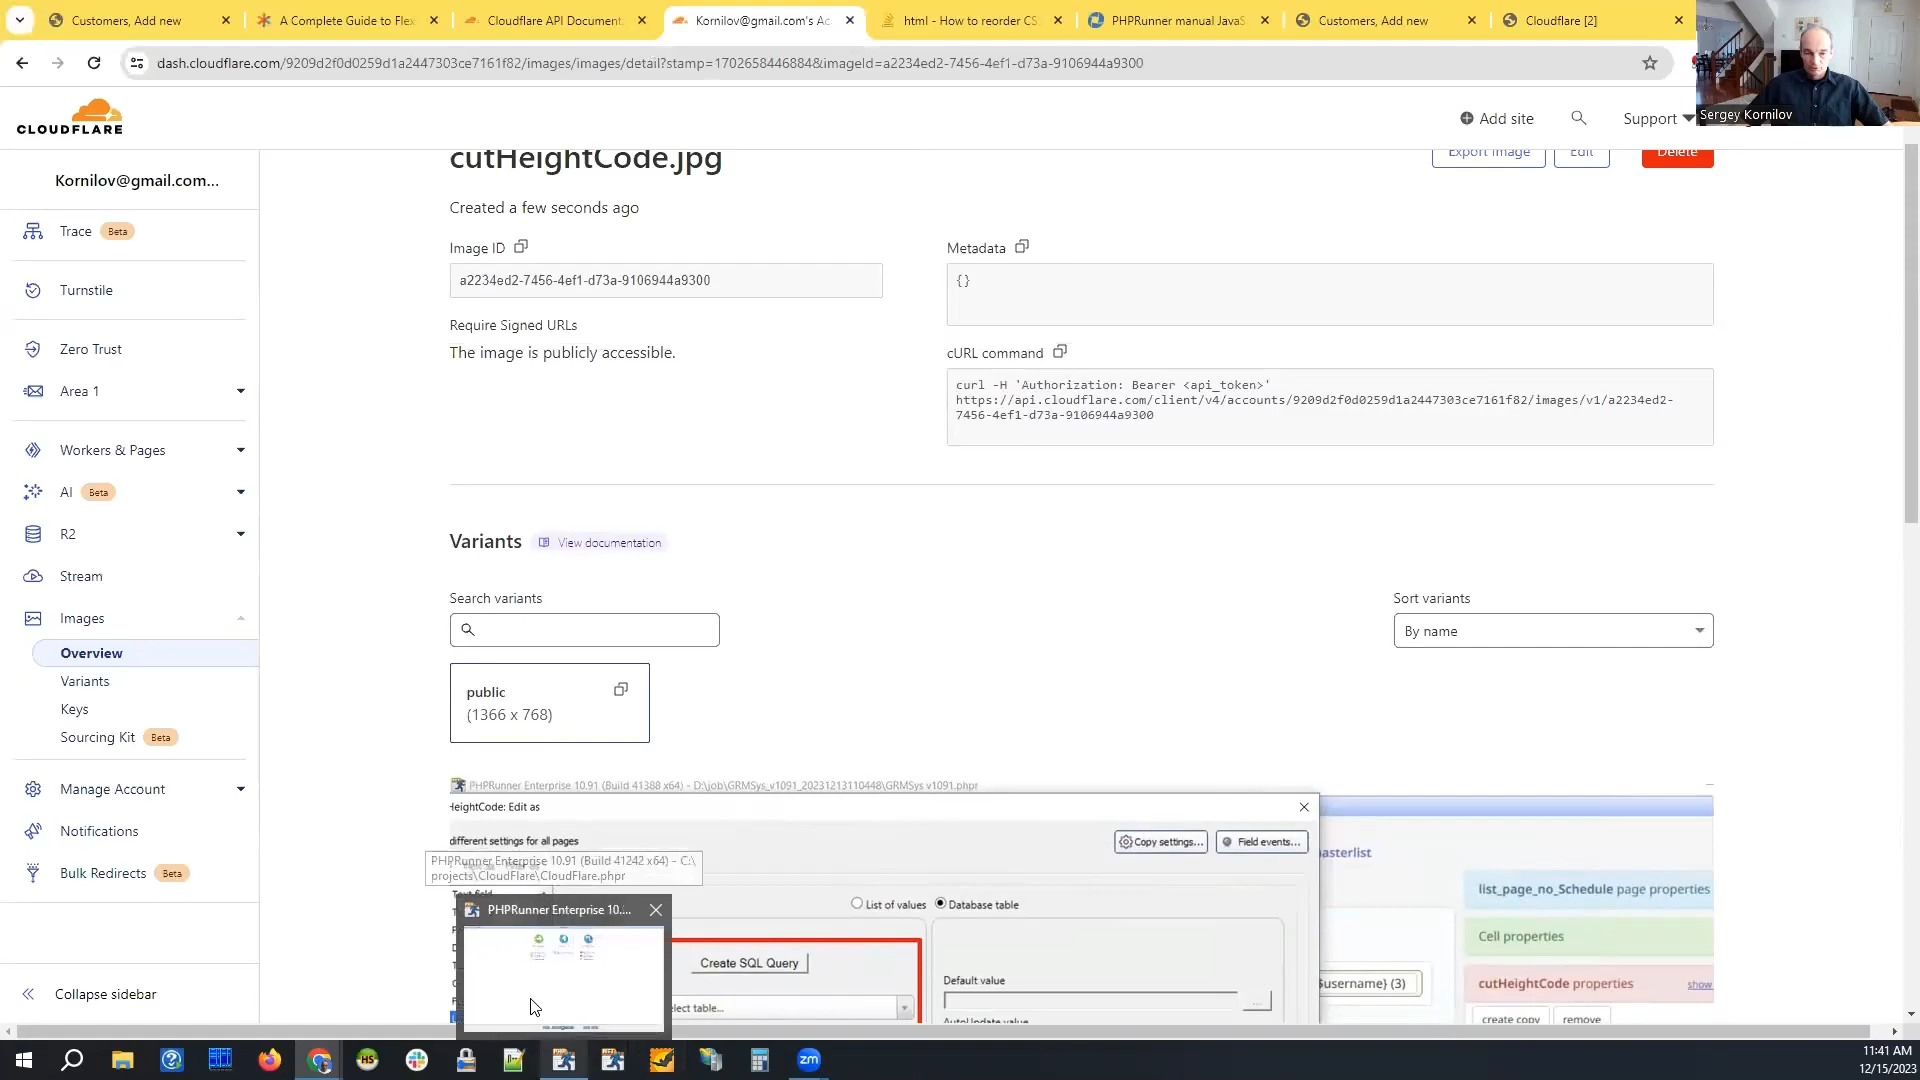 Customers, Add new
A Complete Guide to Flex
Cloudflare API Document
Kornilov@gmail.com's Ac
html - How to reorder CS
PHPRunner manual JavaS
Customers, Add new
Cloudflare [2]
dash.cloudflare.com/9209d2f0d0259d1a2447303ce7161f82/images/images/detail?stamp=1702658446884&imageId=a2234ed2-7456-4ef1-d73a-9106944a9300
Sergey Kornilov
CLOUDFLARE
Add site
Support
Kornilov@gmail.com...
Trace Beta
Turnstile
Zero Trust
Area 1
Workers & Pages
AI Beta
R2
Stream
Images
Overview
Variants
Keys
Sourcing Kit Beta
Manage Account
Notifications
Bulk Redirects Beta
Collapse sidebar
cutHeightCode.jpg
Export image
Edit
Delete
Created a few seconds ago
Image ID
a2234ed2-7456-4ef1-d73a-9106944a9300
Require Signed URLs
The image is publicly accessible.
Metadata
{}
cURL command
curl -H 'Authorization: Bearer <api_token>'
https://api.cloudflare.com/client/v4/accounts/9209d2f0d0259d1a2447303ce7161f82/images/v1/a2234ed2-
7456-4ef1-d73a-9106944a9300
Variants View documentation
Search variants
Sort variants
By name
public
(1366 x 768)
PHPRunner Enterprise 10.91 (Build 41388 x64) - D:\job\GRMSys_v1091_20231213110448\GRMSys v1091.phpr
HeightCode: Edit as
different settings for all pages
Copy settings...
Field events...
asterlist
PHPRunner Enterprise 10.91 (Build 41242 x64) - C:\
projects\CloudFlare\CloudFlare.phpr
Text field
list_page_no_Schedule page properties
List of values
Database table
PHPRunner Enterprise 10....
Cell properties
Create SQL Query
Default value
susername} (3)
cutHeightCode properties
show
elect table...
...
AutoUpdate value
create copy
remove
HS
zm
11:41 AM
12/15/2023